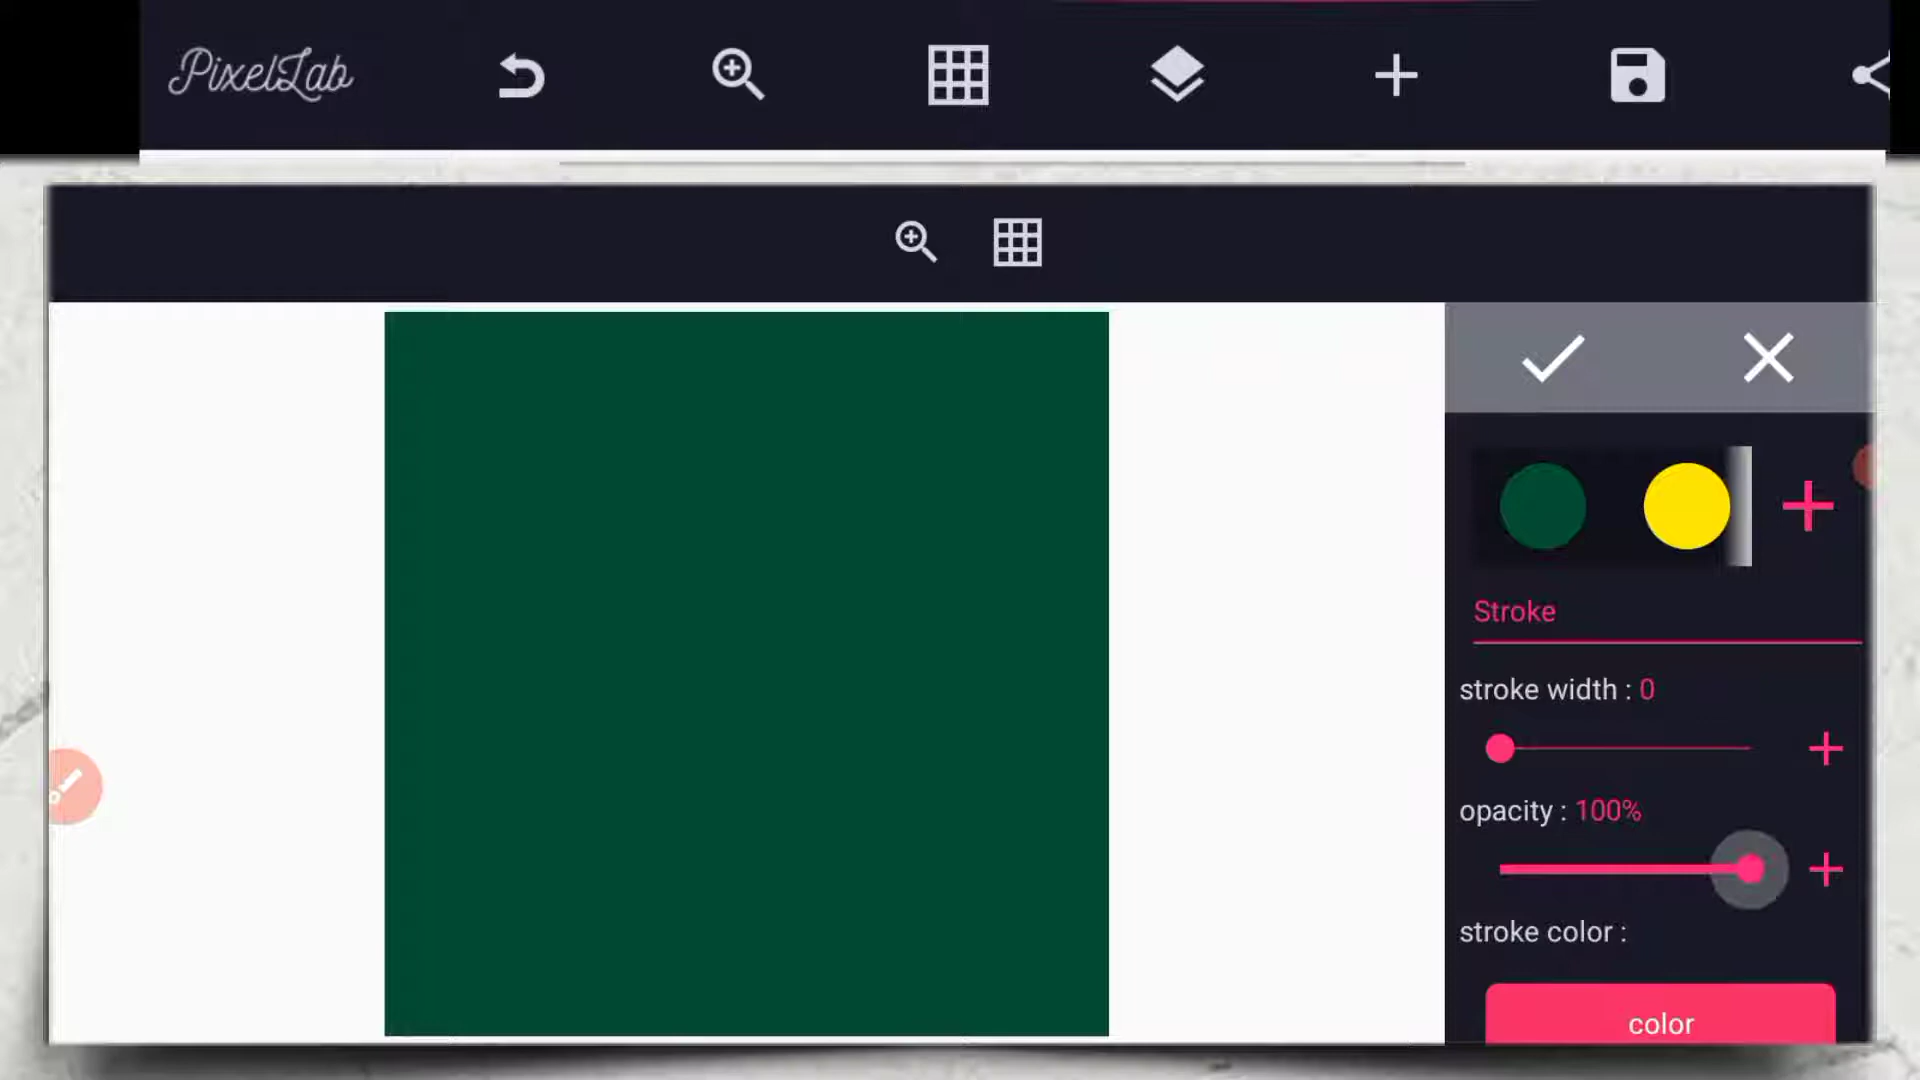 PixelLab
Stroke
stroke width : 0
opacity : 100%
stroke color :
color